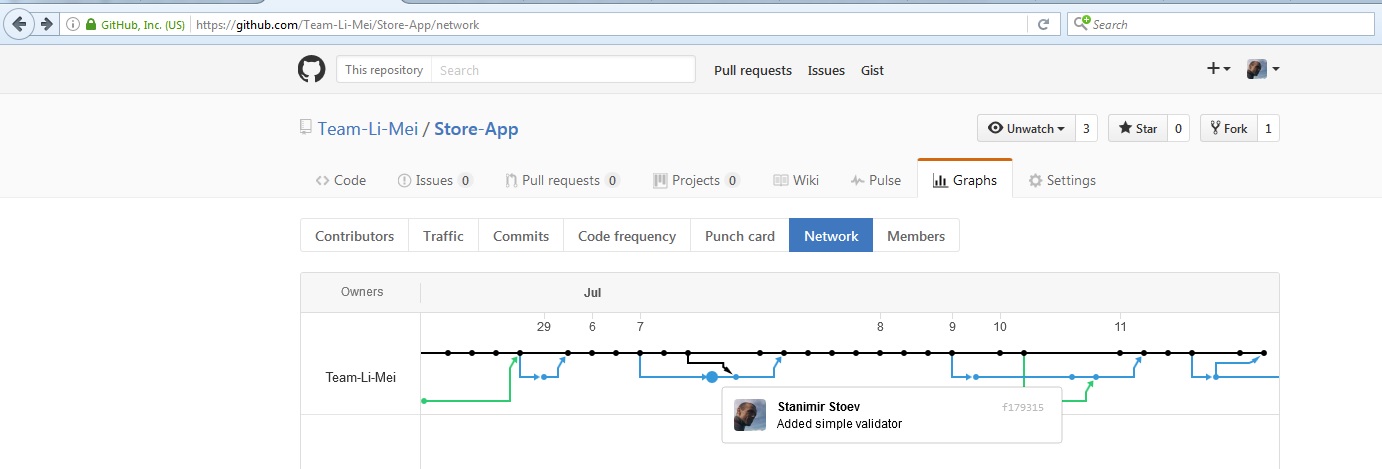 GitHub, Inc. (US) https://github.com/Team-Li-Mei/Store-App/network Search
This repository Search Pull requests Issues Gist
Team-Li-Mei / Store-App Unwatch 3 Star 0 Fork 1
Code Issues 0 Pull requests 0 Projects 0 Wiki Pulse Graphs Settings
Contributors Traffic Commits Code frequency Punch card Network Members
Owners Jul
29 6 7 8 9 10 11
Team-Li-Mei
Stanimir Stoev f179315
Added simple validator